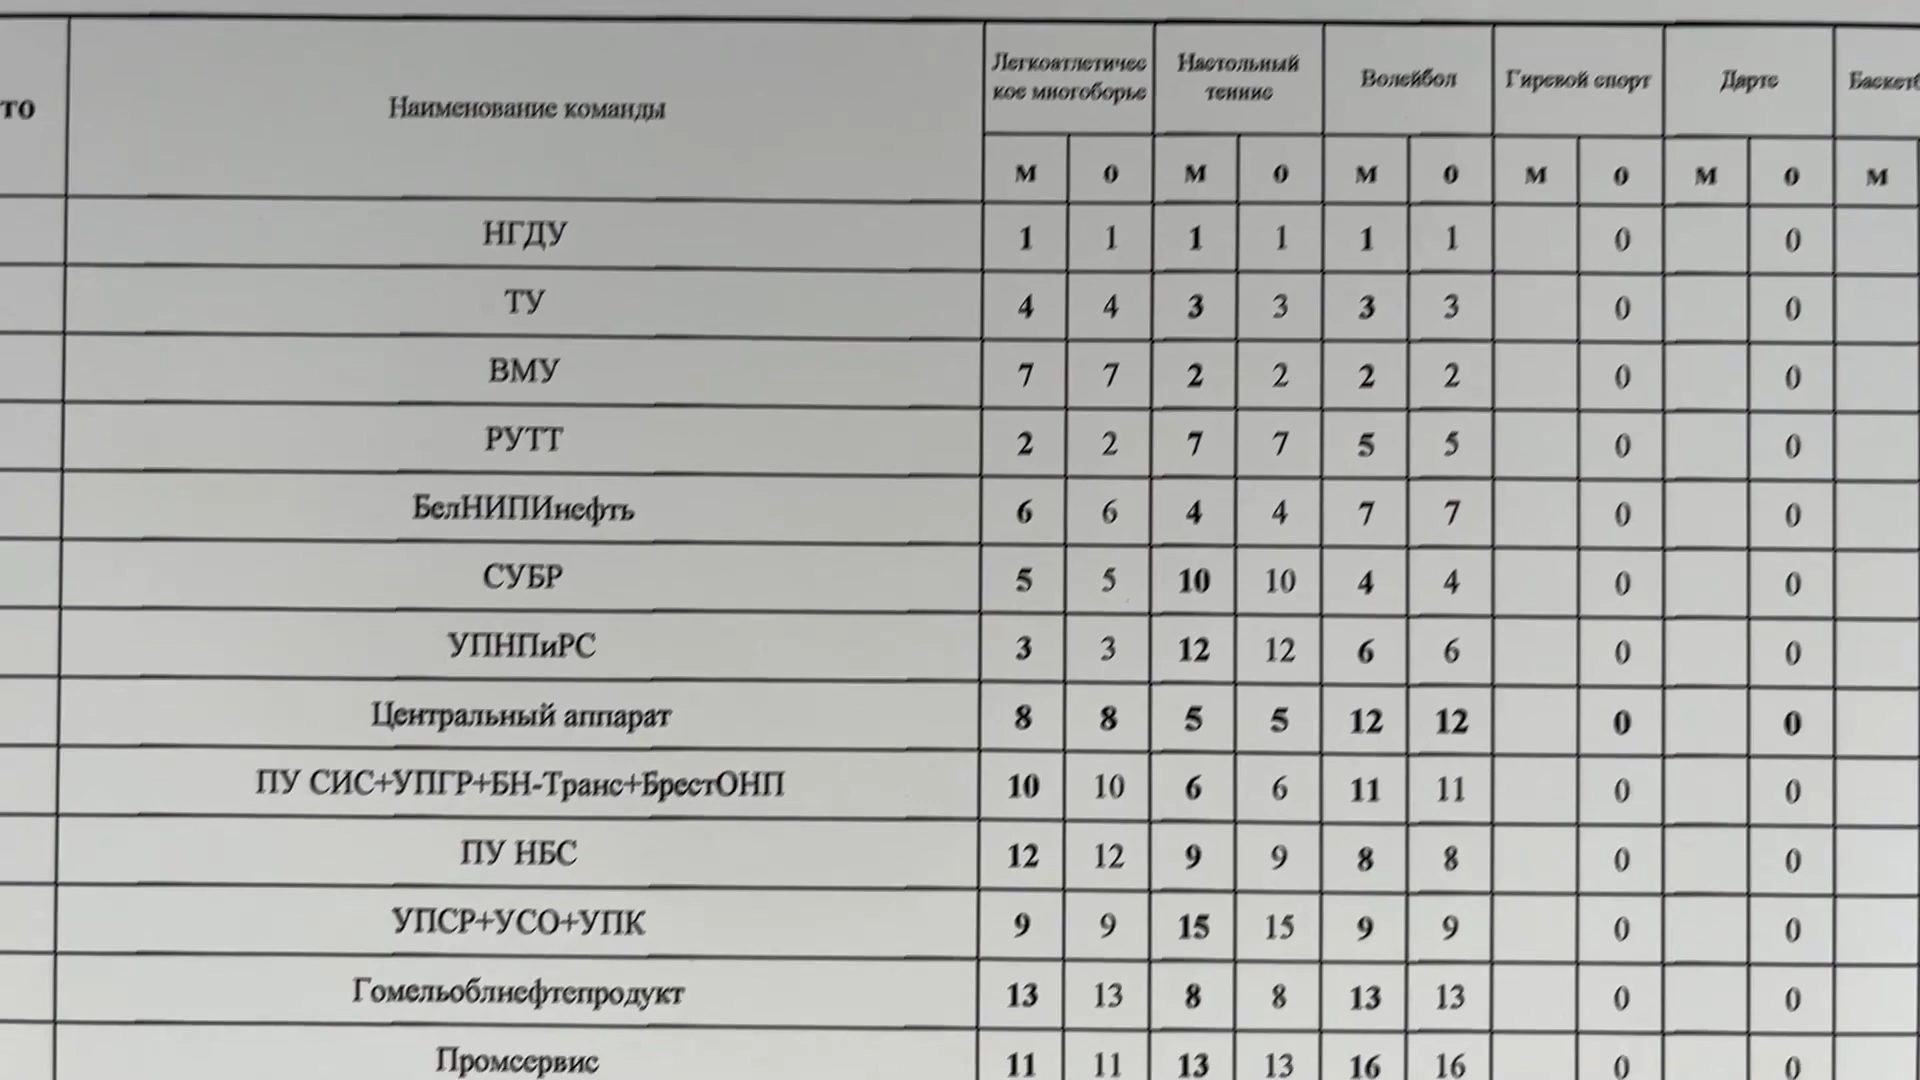 то Наименование команды Легкоатлетичес Настольный Волейбол Гиревой спорт Дартс
кое многоборье теннис
М О М О М О М О М О М
НГДУ 1 1 1 1 1 1 0 0
ТУ 4 4 3 3 3 3 0 0
ВМУ 7 7 2 2 2 2 0 0
РУТТ 2 2 7 7 5 5 0 0
БелНИПИнефть 6 6 4 4 7 7 0 0
СУБР 5 5 10 10 4 4 0 0
УПНПиРС 3 3 12 12 6 6 0 0
Центральный аппарат 8 8 5 5 12 12 0 0
ПУ СИС+УПГР+БН-Транс+БрестОНП 10 10 6 6 11 11 0 0
ПУ НБС 12 12 9 9 8 8 0 0
УПСР+УСО+УПК 9 9 15 15 9 9 0 0
Гомельоблнефтепродукт 13 13 8 8 13 13 0 0
Промсервис 11 11 13 13 16 16 0 0